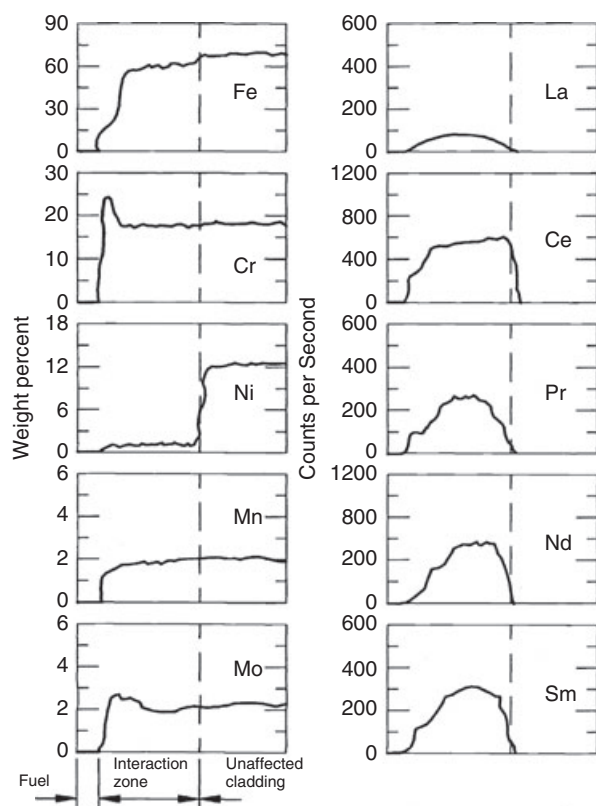 Weight percent
90
60
30
0
Fe
30
20
10
0
Cr
18
12
6
0
Ni
6
4
2
0
Mn
6
4
2
0
Mo
Fuel
Interaction
zone
Unaffected
cladding
Counts per Second
600
400
200
0
La
1200
800
400
0
Ce
600
400
200
0
Pr
1200
800
200
0
Nd
600
400
200
0
Sm